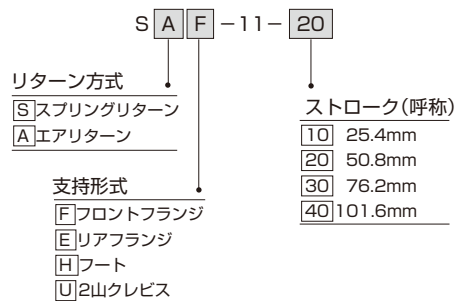 S A F －11－ 20
リターン方式
S スプリングリターン
A エアリターン
支持形式
F フロントフランジ
E リアフランジ
H フート
U 2山クレビス
ストローク（呼称）
10 25.4mm
20 50.8mm
30 76.2mm
40 101.6mm